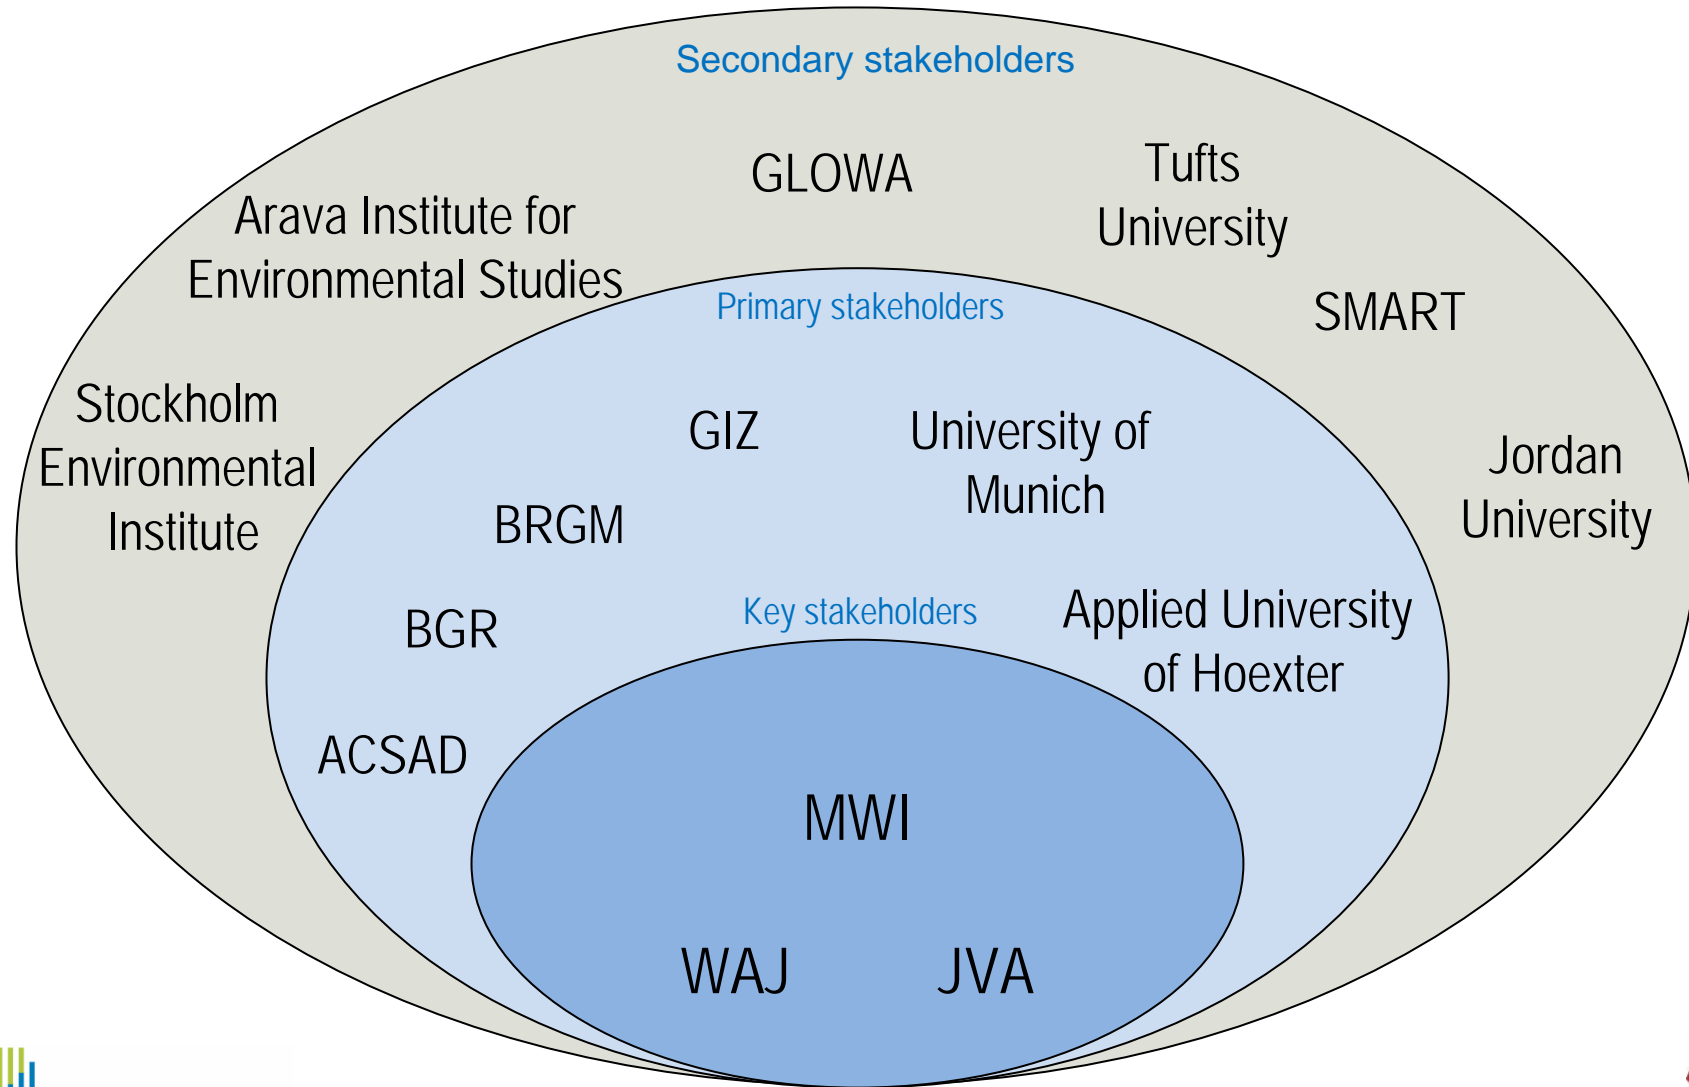 Secondary stakeholders
GLOWA
Tufts
University
Arava Institute for
Environmental Studies
SMART
Stockholm
Environmental
Institute
Jordan
University
Primary stakeholders
GIZ
University of
Munich
BRGM
BGR
Applied University
of Hoexter
ACSAD
Key stakeholders
MWI
WAJ
JVA